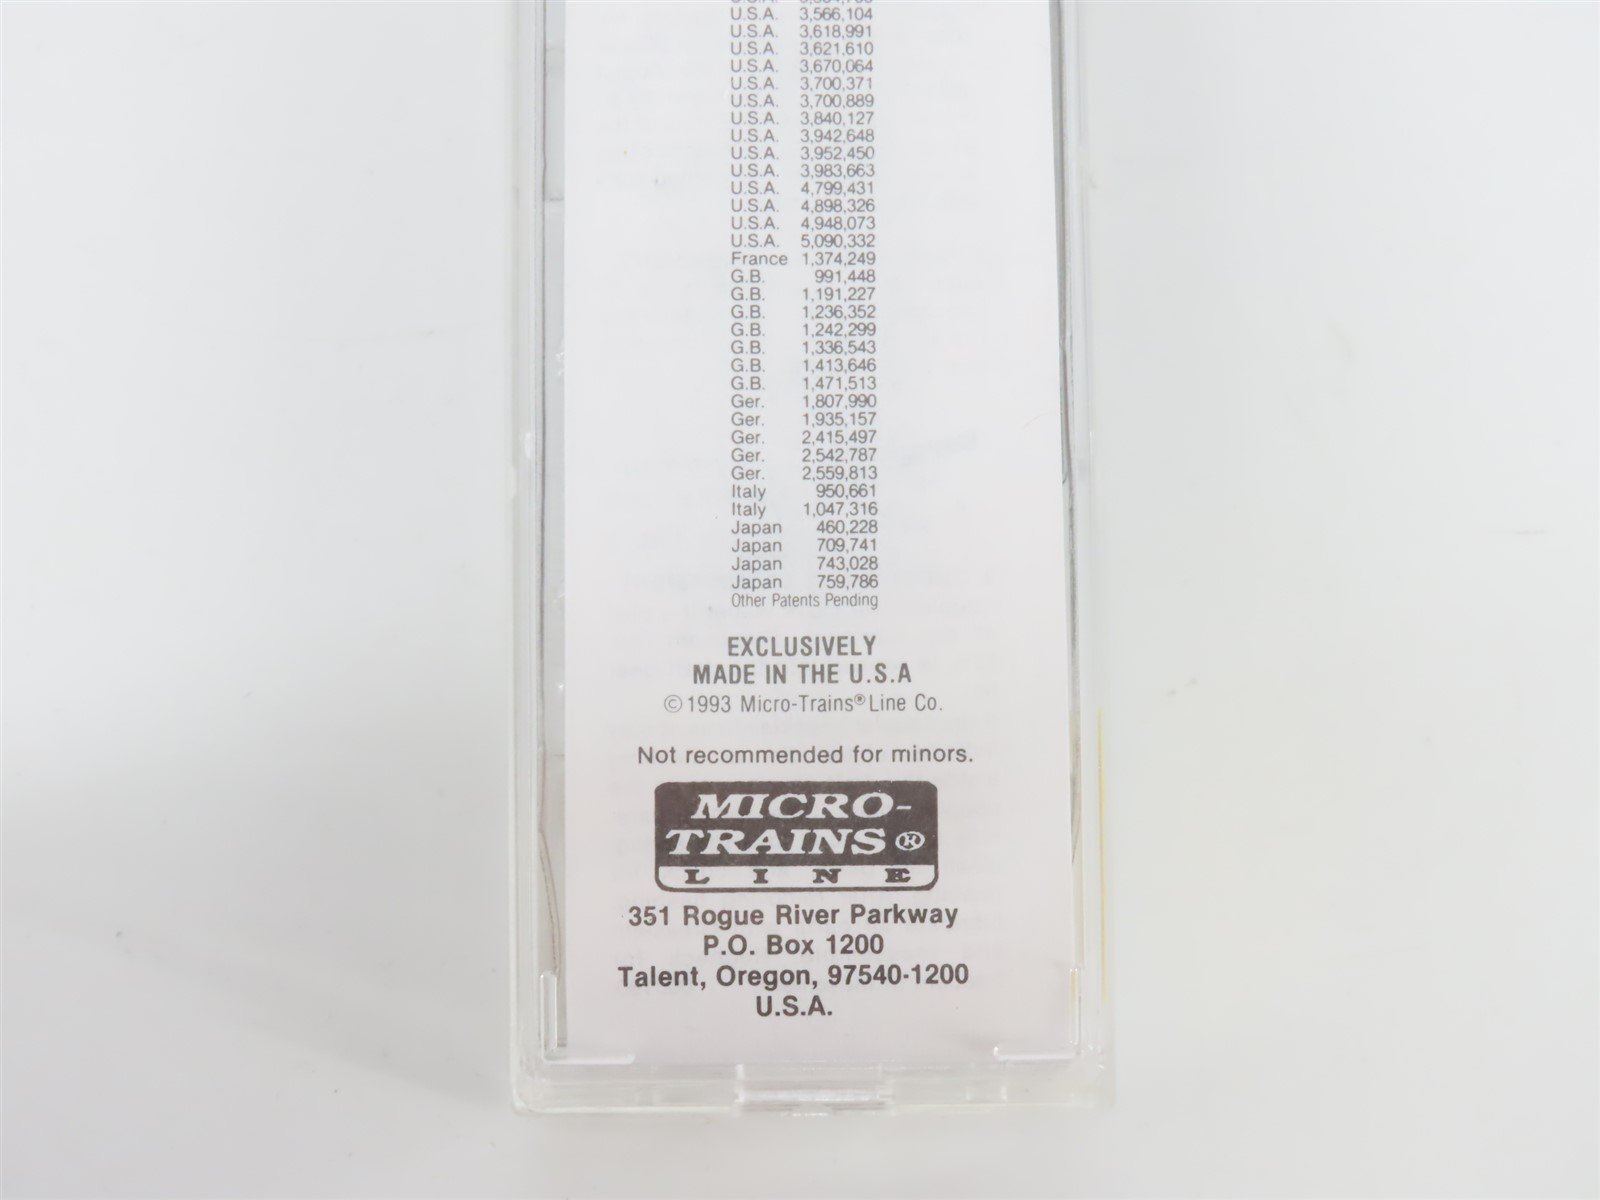 U.S.A. 3,566,104
U.S.A. 3,618,991
U.S.A. 3,621,610
U.S.A. 3,670,064
U.S.A. 3,700,371
U.S.A. 3,700,889
U.S.A. 3,840,127
U.S.A. 3,942,648
U.S.A. 3,952,450
U.S.A. 3,983,663
U.S.A. 4,799,431
U.S.A. 4,898,326
U.S.A. 4,948,073
U.S.A. 5,090,332
France 1,374,249
G.B. 991,448
G.B. 1,191,227
G.B. 1,236,352
G.B. 1,242,299
G.B. 1,336,543
G.B. 1,413,646
G.B. 1,471,513
Ger. 1,807,990
Ger. 1,935,157
Ger. 2,415,497
Ger. 2,542,787
Ger. 2,559,813
Italy 950,661
Italy 1,047,316
Japan 460,228
Japan 709,741
Japan 743,028
Japan 759,786
Other Patents Pending
EXCLUSIVELY
MADE IN THE U.S.A
©1993 Micro-Trains® Line Co.
Not recommended for minors.
MICRO-
TRAINS®
LINE
351 Rogue River Parkway
P.O. Box 1200
Talent, Oregon, 97540-1200
U.S.A.